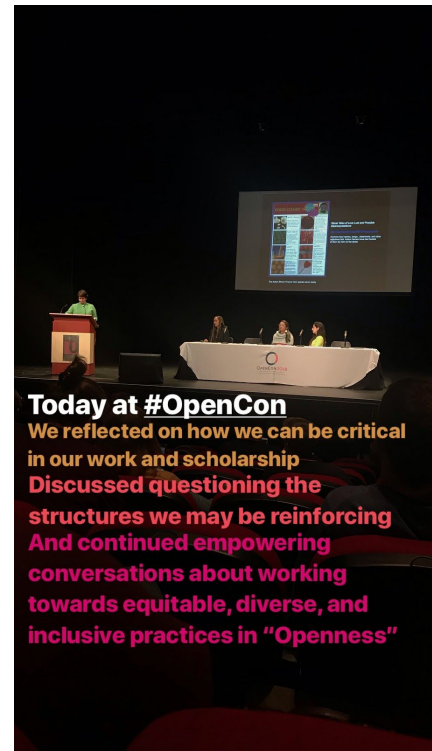 Today at #OpenCon
We reflected on how we can be critical
in our work and scholarship
Discussed questioning the
structures we may be reinforcing
And continued empowering
conversations about working
towards equitable, diverse, and
inclusive practices in “Openness”